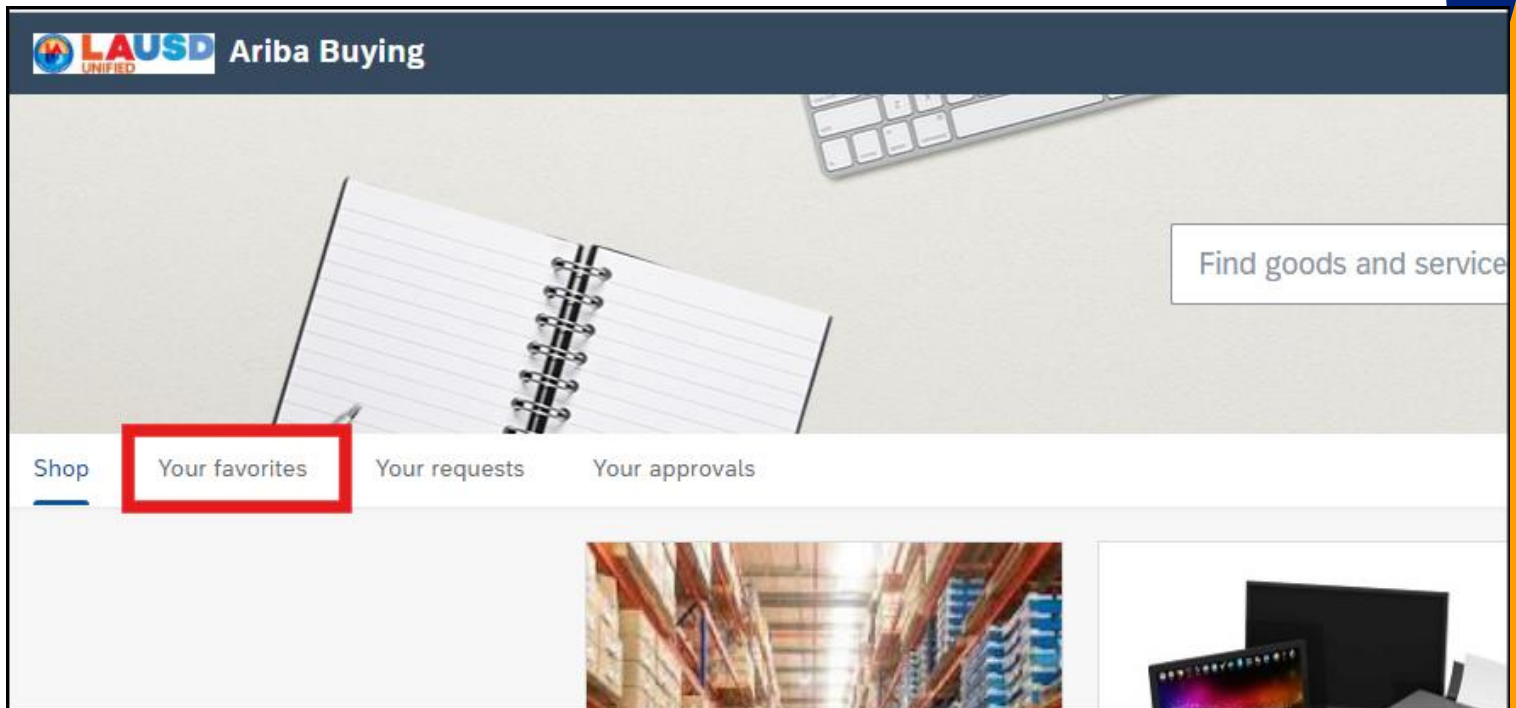 LAUSD
UNIFIED
Ariba Buying
Find goods and service
Shop
Your favorites
Your requests
Your approvals